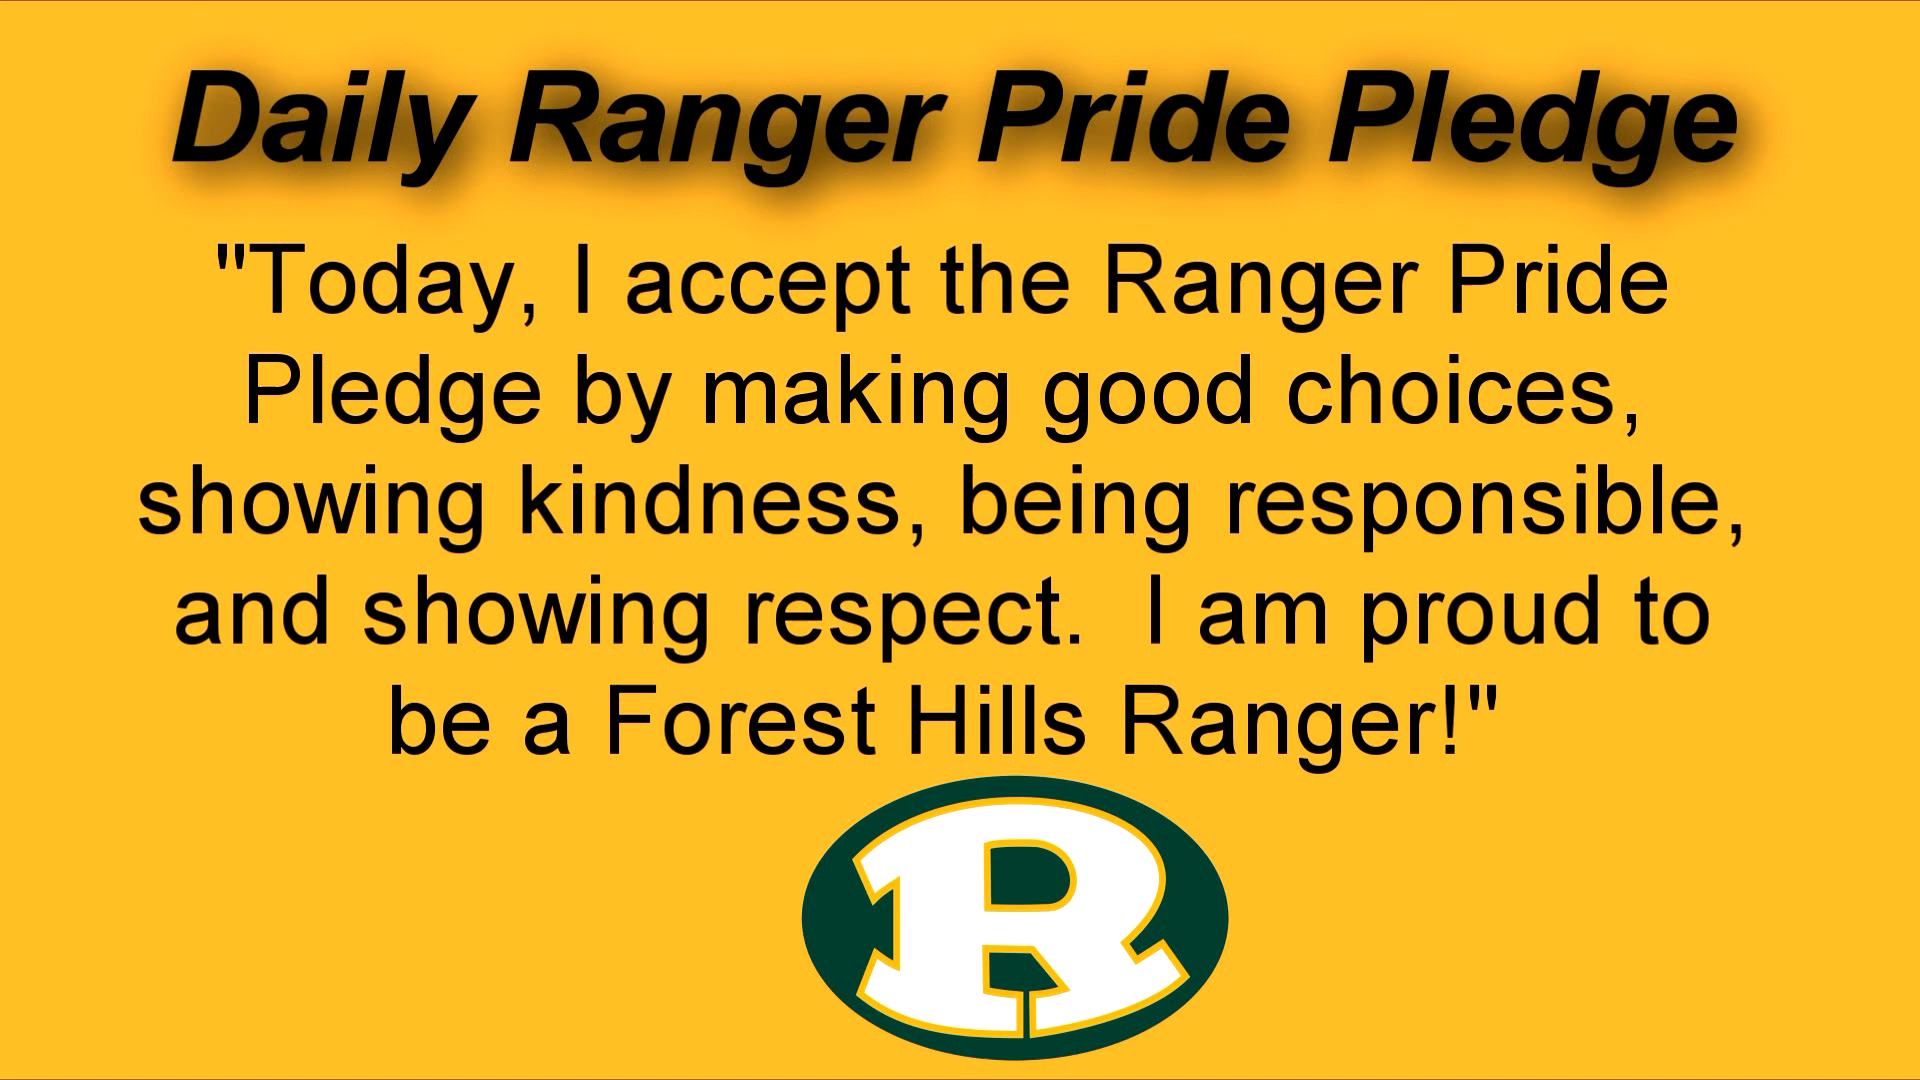 Daily Ranger Pride Pledge
"Today, I accept the Ranger Pride
Pledge by making good choices,
showing kindness, being responsible,
and showing respect.  I am proud to
be a Forest Hills Ranger!"
R